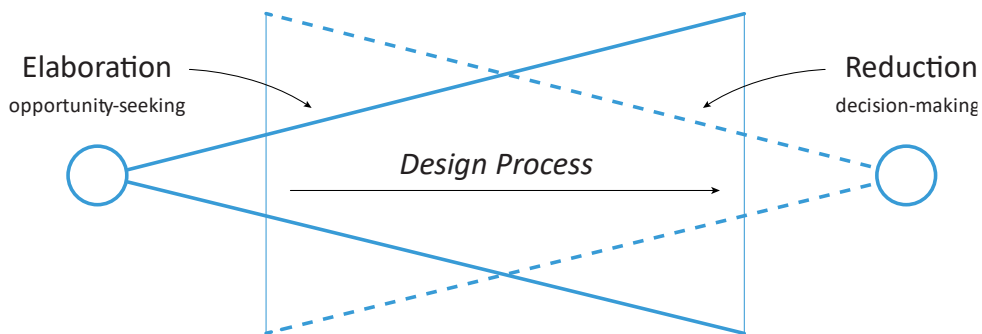 Elaboration
opportunity-seeking
Design Process
Reduction
decision-making